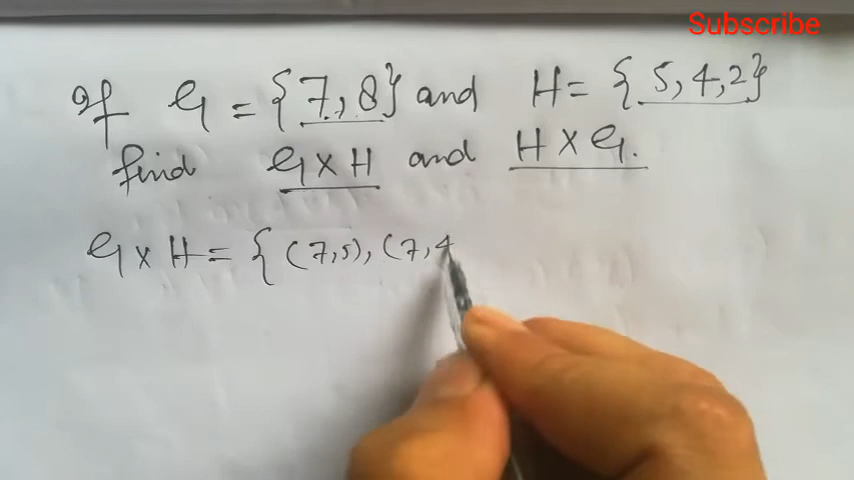 Subscribe
If G = {7, 8} and H = {5, 4, 2}
find G X H and H X G.
G X H = { (7,5), (7,4